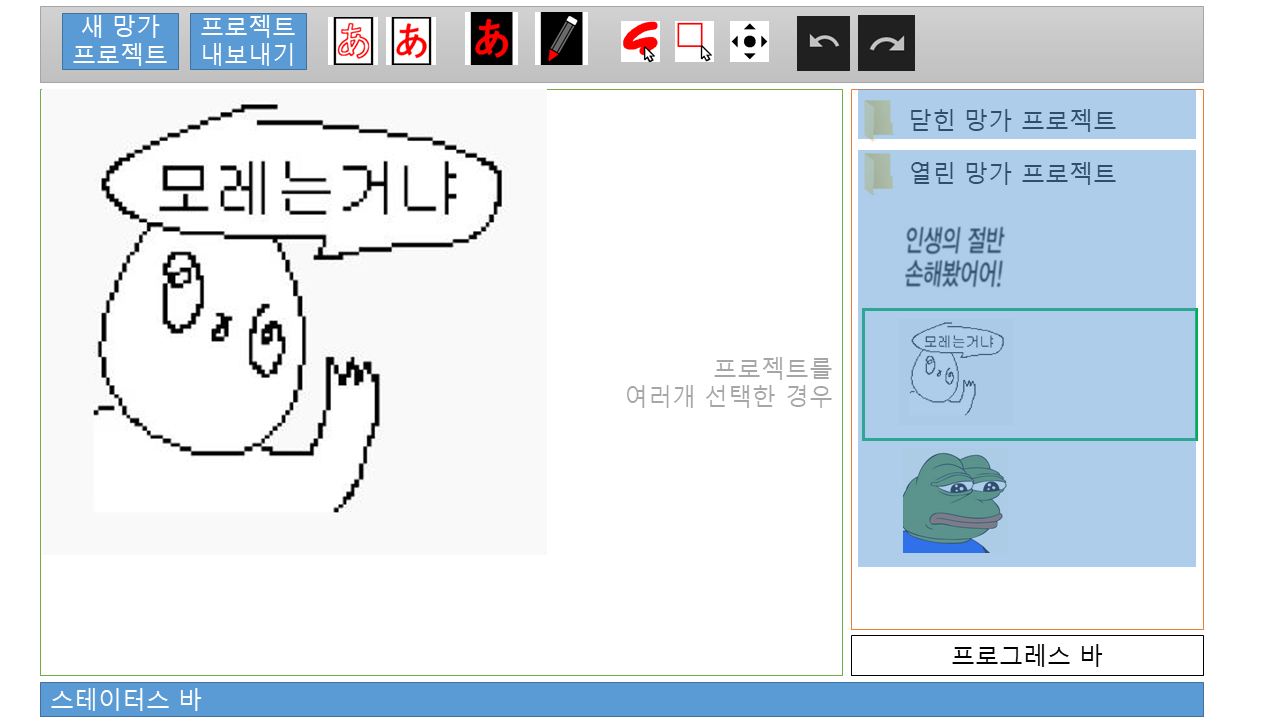 새 망가
프로젝트
프로젝트
내보내기
あ
あ
あ
모레는거냐
프로젝트를
여러개 선택한 경우
닫힌 망가 프로젝트
열린 망가 프로젝트
인생의 절반
손해봤어어!
모레는거냐
프로그레스 바
스테이터스 바